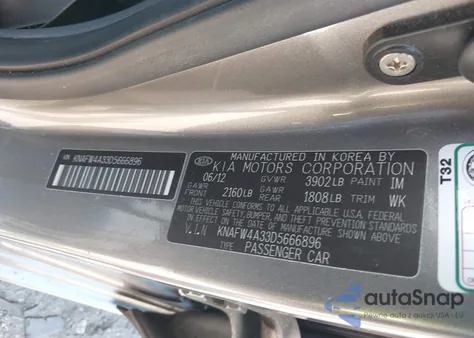 VIN KNAFW4A33D5666896
MANUFACTURED IN KOREA BY
KIA KIA MOTORS CORPORATION
06/12 GVWR 3902LB PAINT IM
GAWR FRONT 2160LB GAWR REAR 1808LB TRIM WK
THIS VEHICLE CONFORMS TO ALL APPLICABLE U.S.A. FEDERAL
MOTOR VEHICLE SAFETY, BUMPER, AND THEFT PREVENTION STANDARDS
IN EFFECT ON THE DATE OF MANUFACTURE SHOWN ABOVE.
V.I.N KNAFW4A33D5666896
TYPE PASSENGER CAR
T32
autoSnap